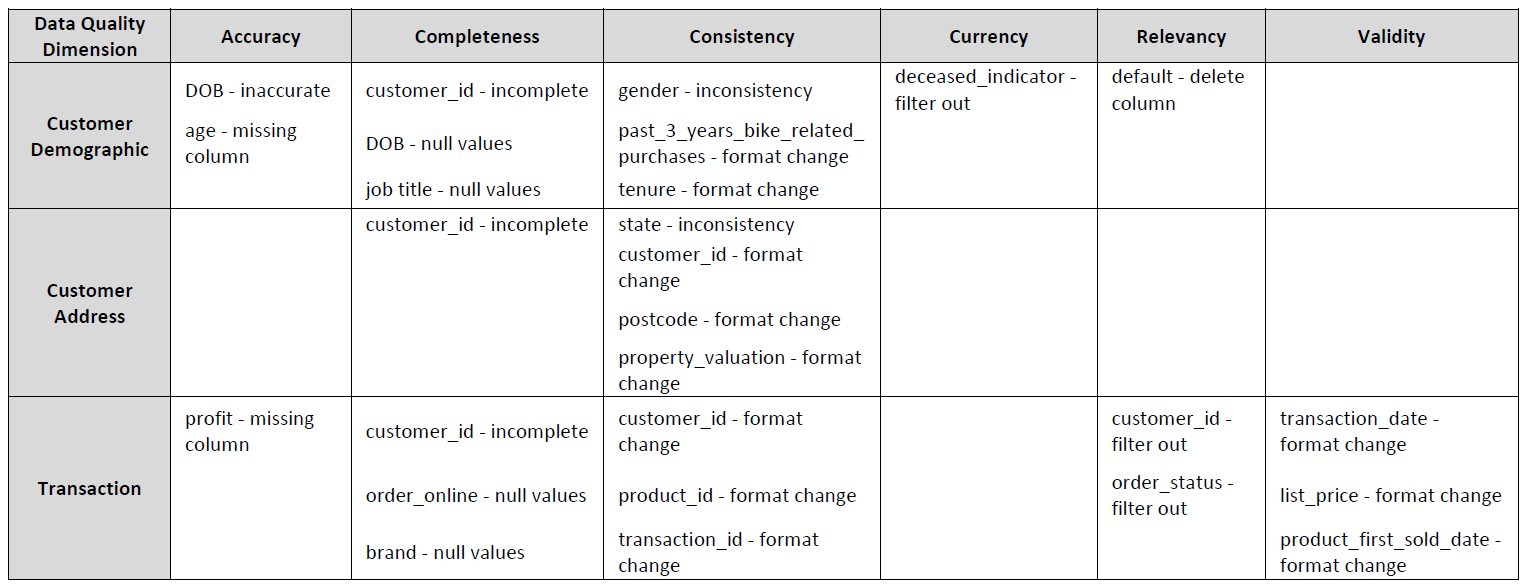 Data Quality
Dimension
Accuracy
Completeness
Consistency
Currency
Relevancy
Validity
Customer
Demographic
DOB - inaccurate
age - missing
column
customer_id - incomplete
DOB - null values
job title - null values
gender - inconsistency
past_3_years_bike_related_
purchases - format change
tenure - format change
deceased_indicator -
filter out
default - delete
column
Customer
Address
customer_id - incomplete
state - inconsistency
customer_id - format
change
postcode - format change
property_valuation - format
change
Transaction
profit - missing
column
customer_id - incomplete
order_online - null values
brand - null values
customer_id - format
change
product_id - format change
transaction_id - format
change
customer_id -
filter out
order_status -
filter out
transaction_date -
format change
list_price - format change
product_first_sold_date -
format change